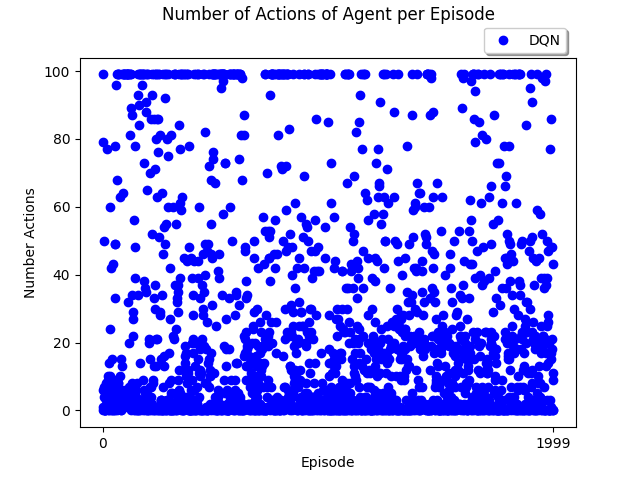 Number of Actions of Agent per Episode
DQN
Number Actions
100
80
60
40
20
0
0
1999
Episode